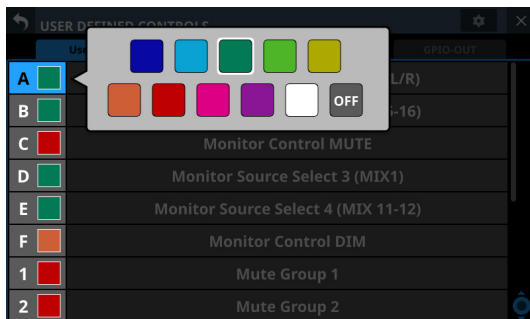 USER DEFINED CONTROLS
GPIO-OUT
A L/R)
OFF
B -16)
C Monitor Control MUTE
D Monitor Source Select 3 (MIX1)
E Monitor Source Select 4 (MIX 11-12)
F Monitor Control DIM
1 Mute Group 1
2 Mute Group 2